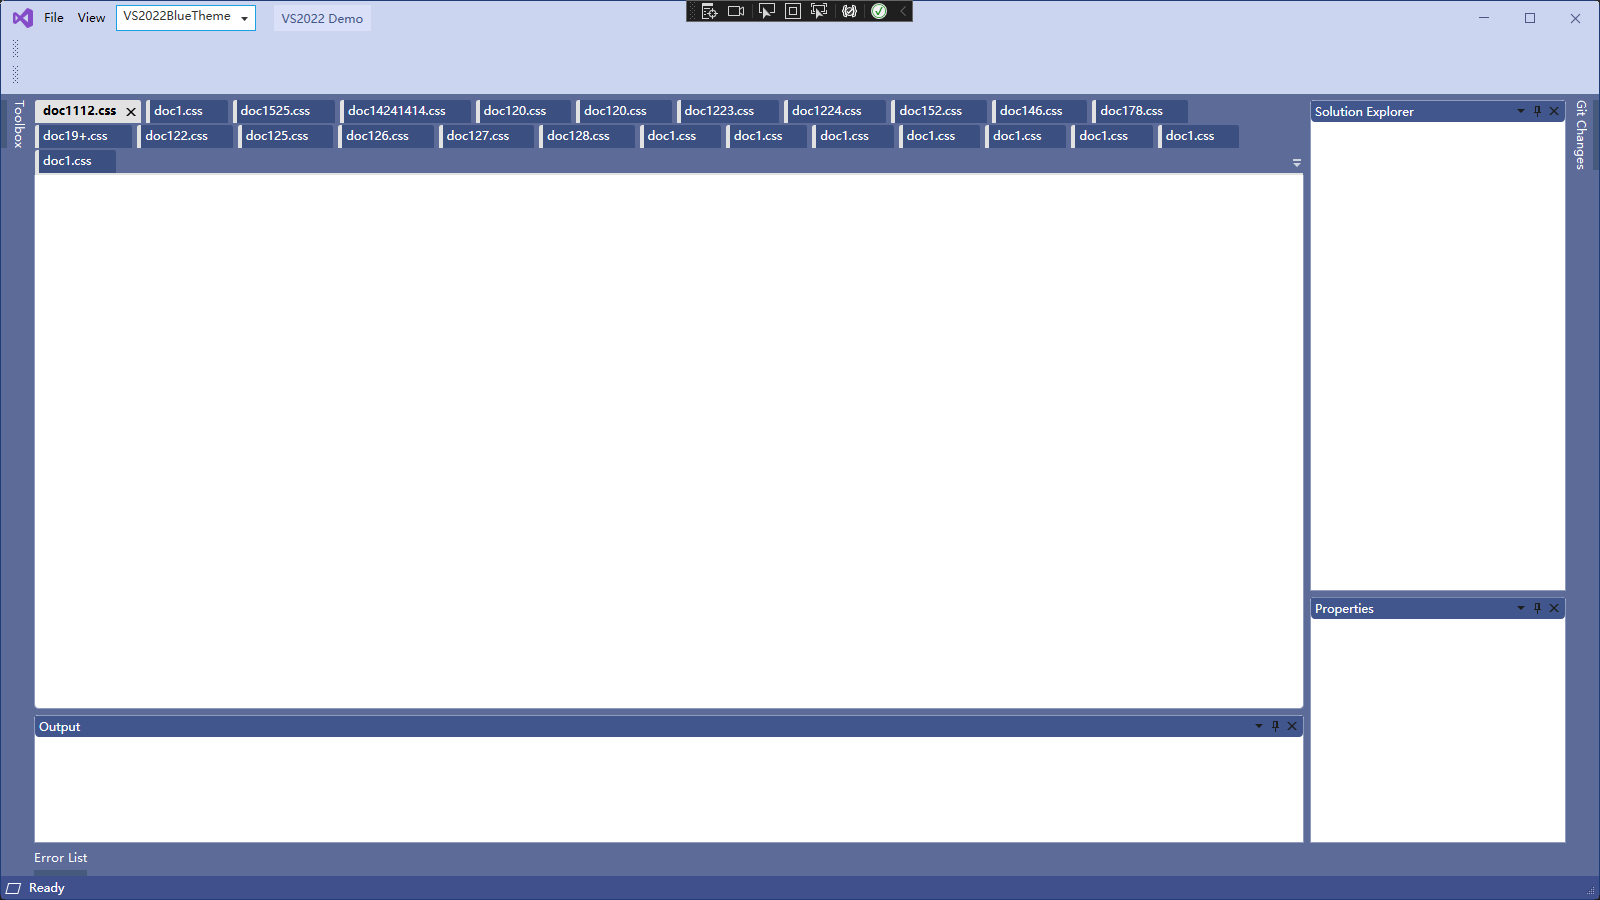 File View VS2022BlueTheme VS2022 Demo
Toolbox
doc1112.css doc1.css doc1525.css doc14241414.css doc120.css doc120.css doc1223.css doc1224.css doc152.css doc146.css doc178.css
doc19+.css doc122.css doc125.css doc126.css doc127.css doc128.css doc1.css doc1.css doc1.css doc1.css doc1.css doc1.css doc1.css
doc1.css
Solution Explorer
Git Changes
Properties
Output
Error List
Ready